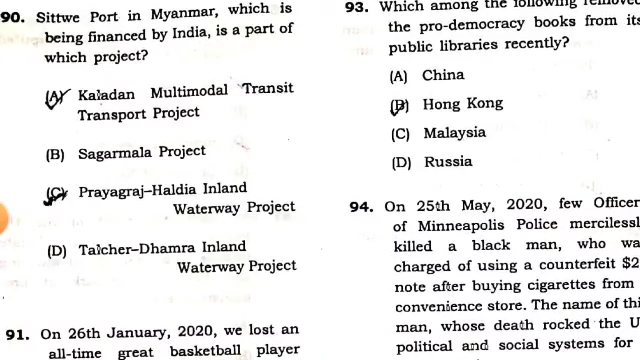 90. Sittwe Port in Myanmar, which is
being financed by India, is a part of
which project?
(A) Kaladan Multimodal Transit
Transport Project
(B) Sagarmala Project
(C) Prayagraj–Haldia Inland
Waterway Project
(D) Talcher–Dhamra Inland
Waterway Project
91. On 26th January, 2020, we lost an
all-time great basketball player
93. Which among the following removed
the pro-democracy books from its
public libraries recently?
(A) China
(B) Hong Kong
(C) Malaysia
(D) Russia
94. On 25th May, 2020, few Officer
of Minneapolis Police mercilessl
killed a black man, who wa
charged of using a counterfeit $2
note after buying cigarettes from
convenience store. The name of thi
man, whose death rocked the U
political and social systems for